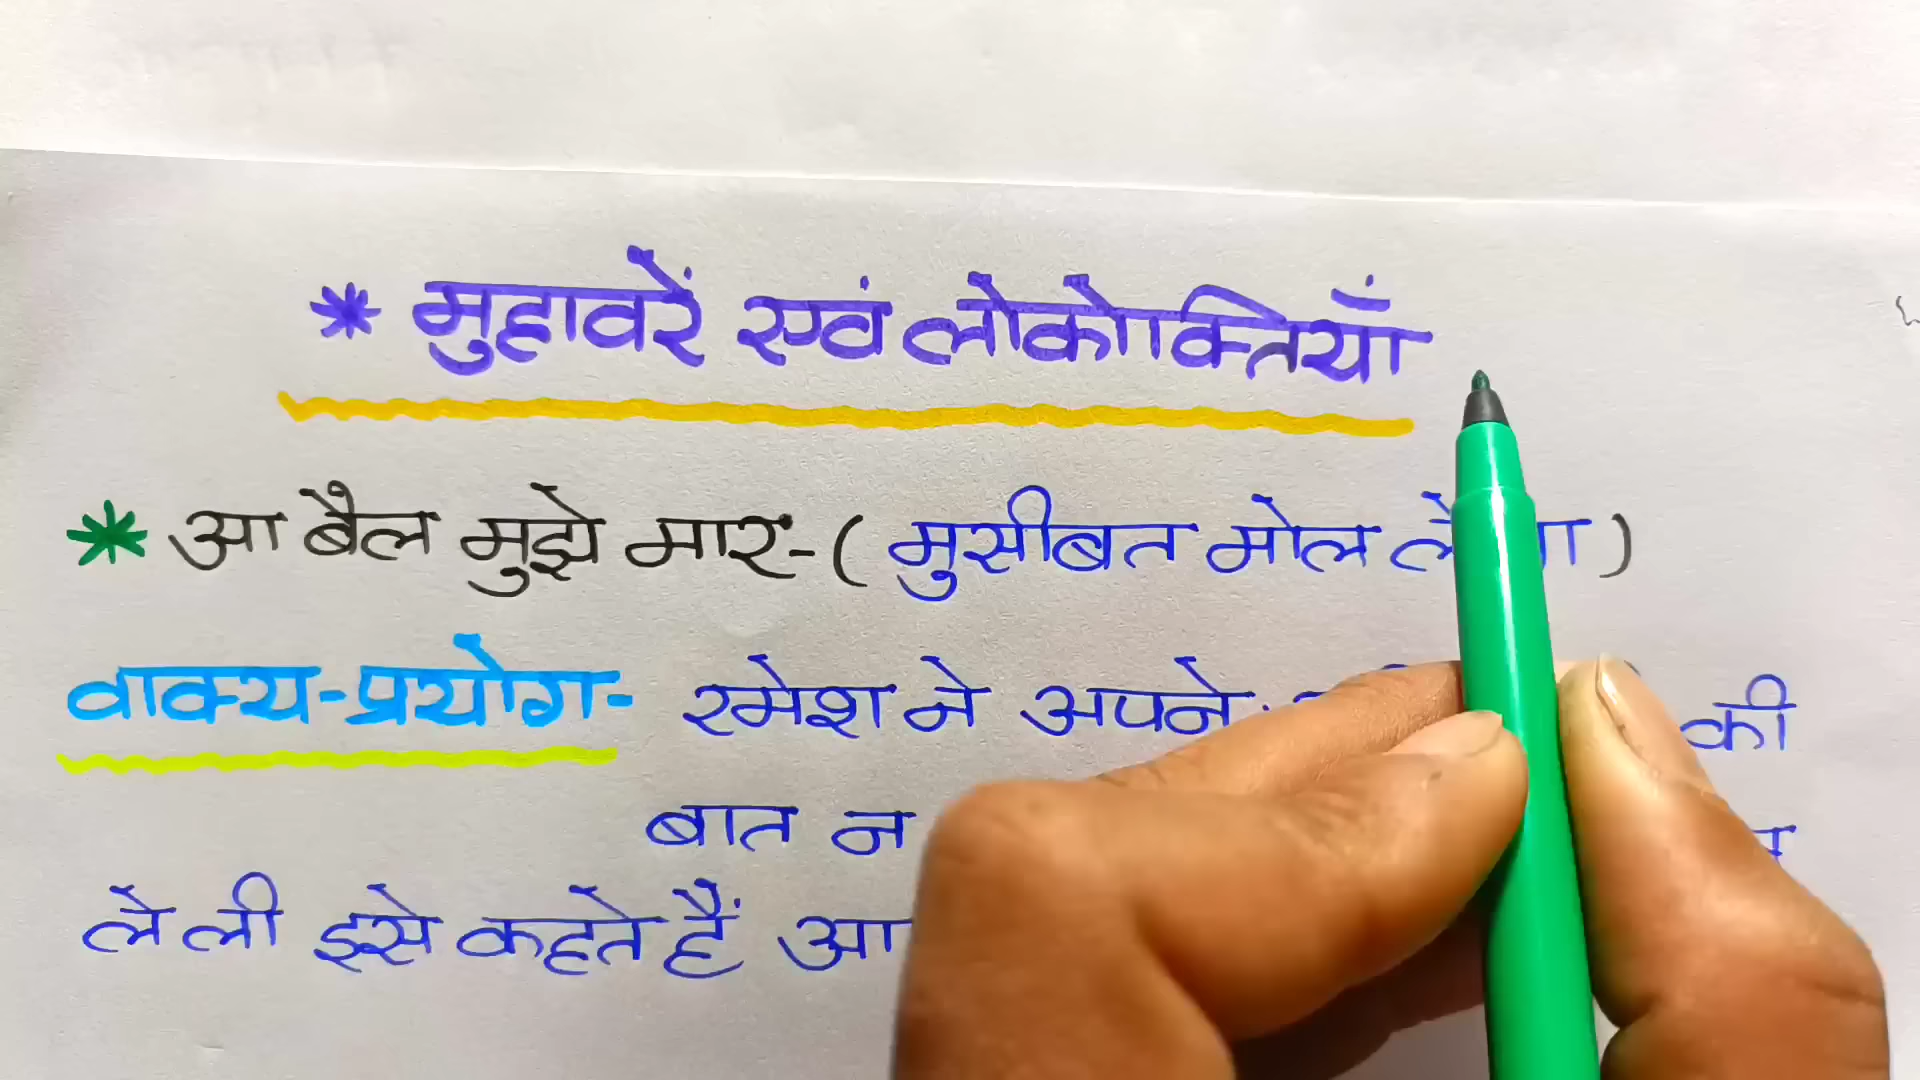 * मुहावरें एवं लोकोक्तियाँ
* आ बैल मुझे मार-( मुसीबत मोल )
वाक्य-प्रयोग- रमेश ने अपने की
बात न
ले ली इसे कहते हैं आ